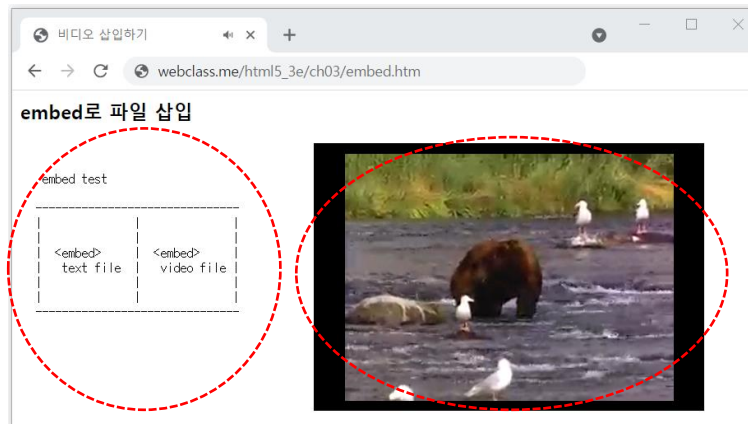 비디오 삽입하기
webclass.me/html5_3e/ch03/embed.htm
embed로 파일 삽입
embed test
<embed> <embed>
text file video file